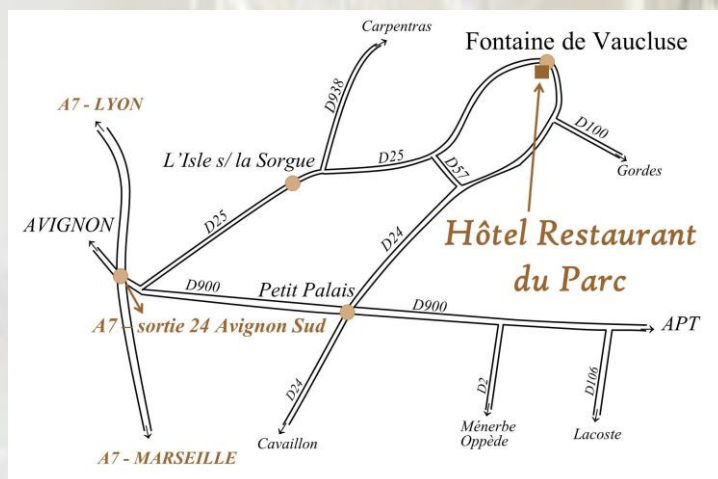 Carpentras
Fontaine de Vaucluse
A7 - LYON
D938
D100
L'Isle s/ la Sorgue
D25
D57
Gordes
D25
AVIGNON
D24
Hôtel Restaurant
du Parc
D900
Petit Palais
D900
A7 - sortie 24 Avignon Sud
APT
D24
D2
D106
Ménerbe
Oppède
Lacoste
Cavaillon
A7 - MARSEILLE